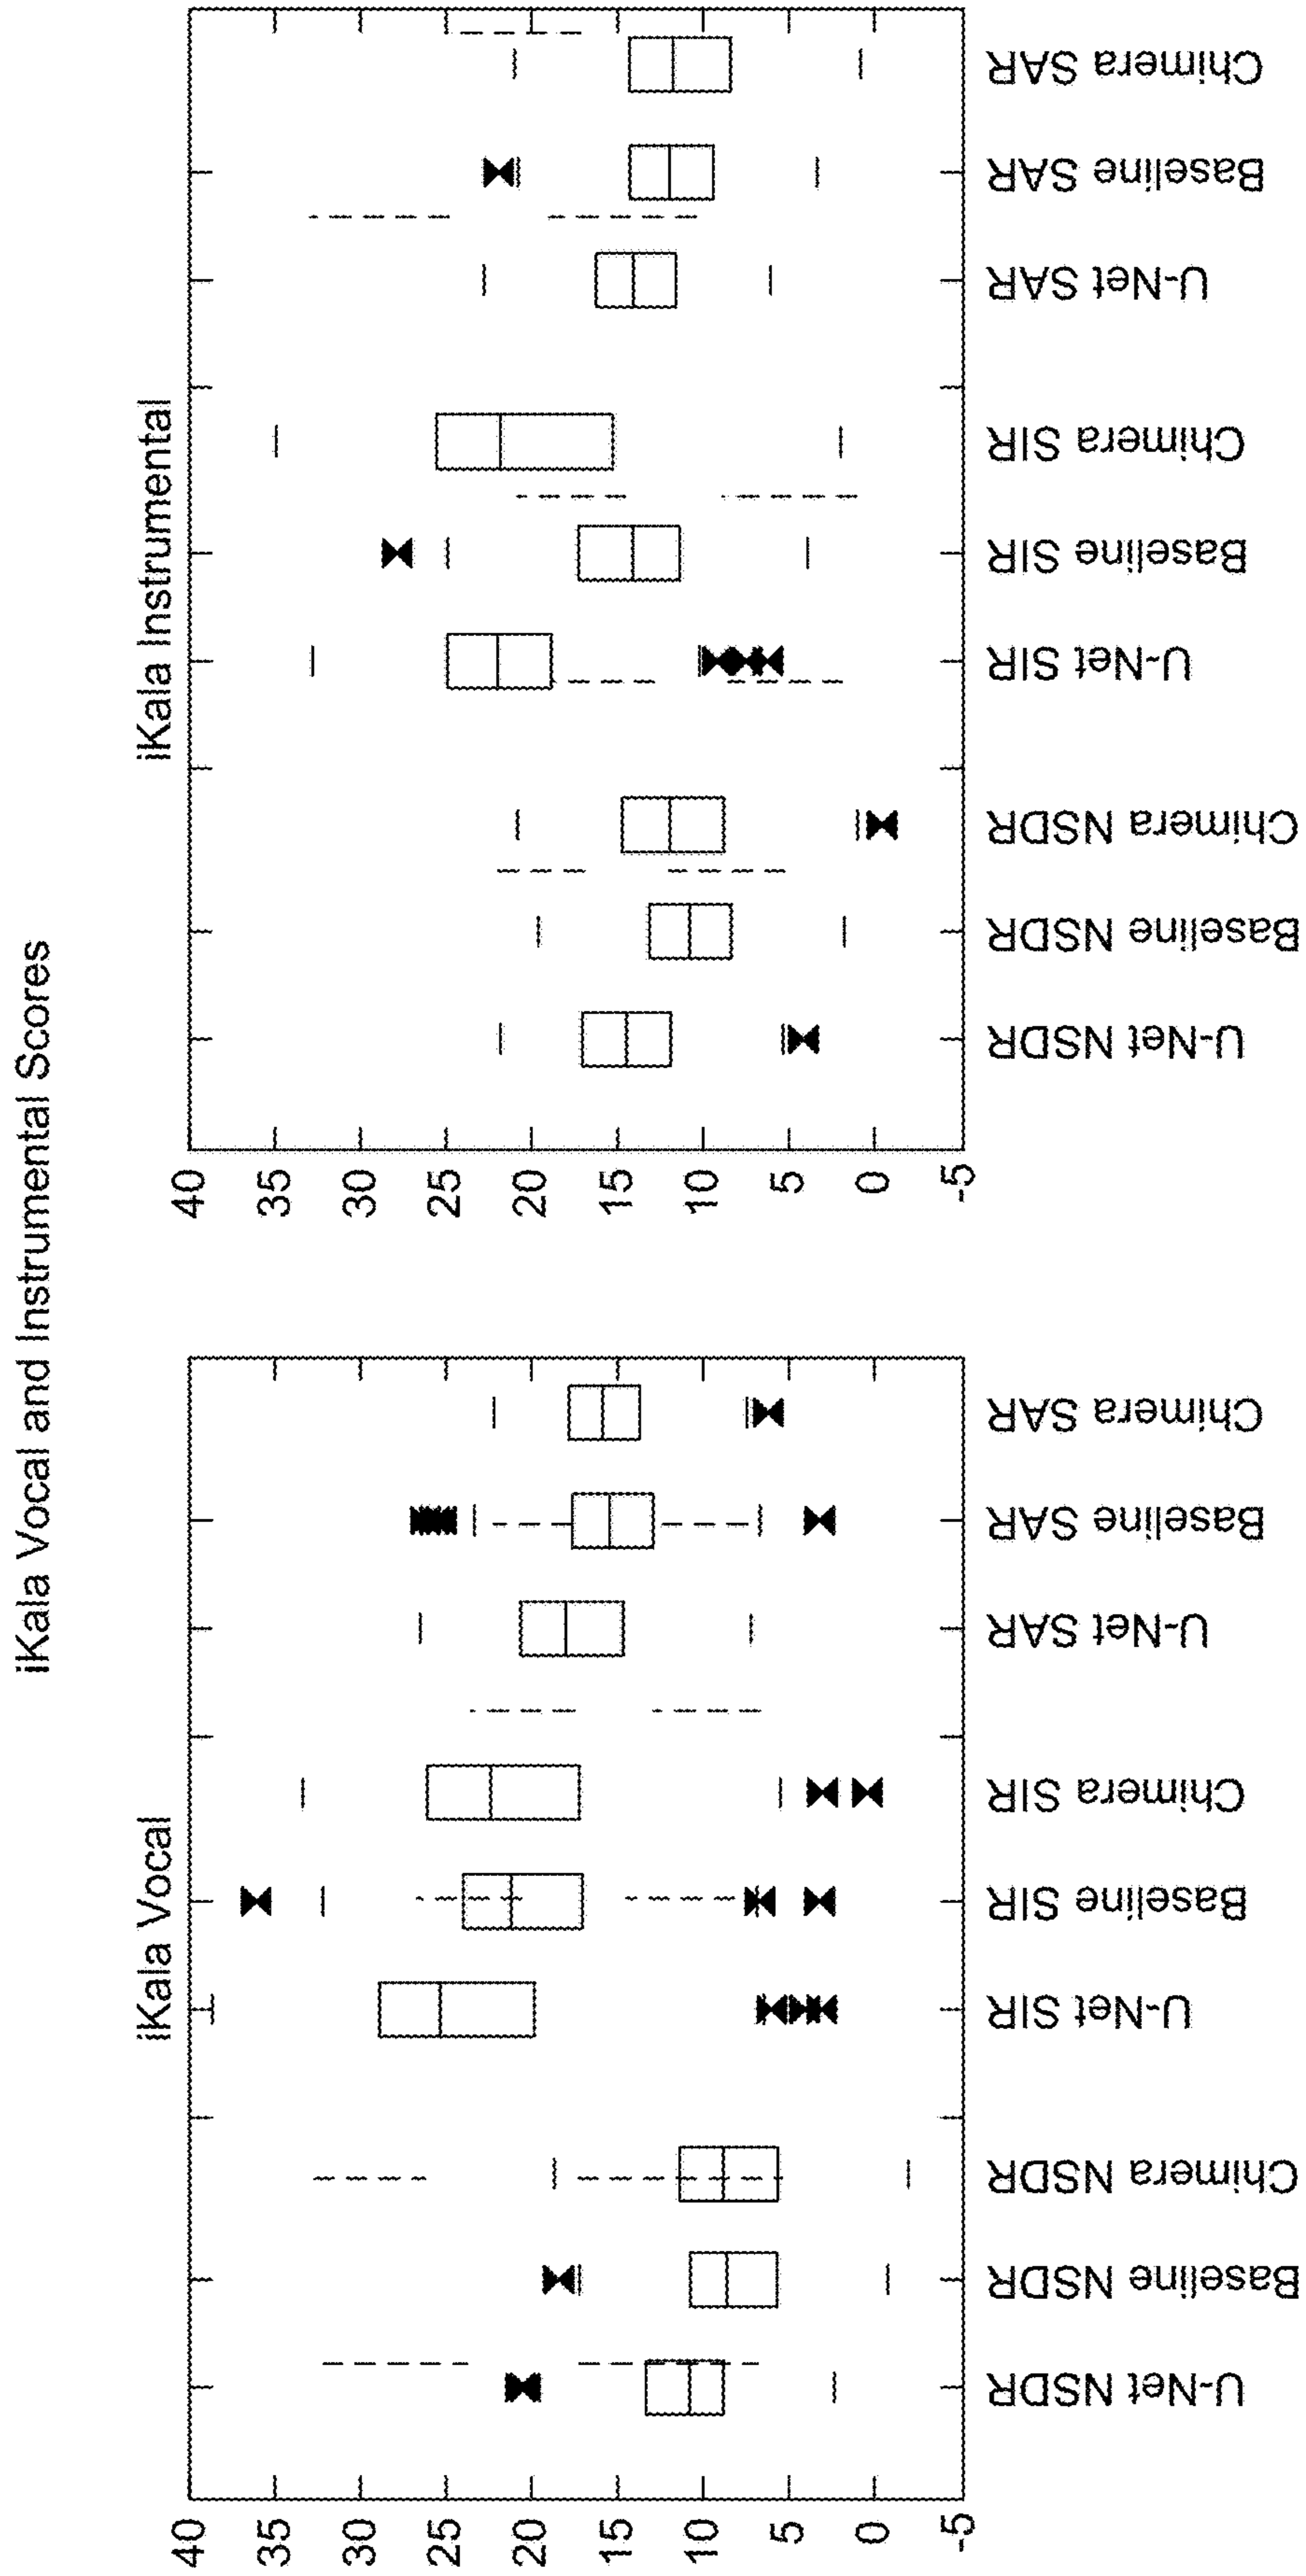 iKala Vocal and Instrumental Scores
iKala Vocal
40
35
30
25
20
15
10
5
0
-5
U-Net NSDR
Baseline NSDR
Chimera NSDR
U-Net SIR
Baseline SIR
Chimera SIR
U-Net SAR
Baseline SAR
Chimera SAR
iKala Instrumental
40
35
30
25
20
15
10
5
0
-5
U-Net NSDR
Baseline NSDR
Chimera NSDR
U-Net SIR
Baseline SIR
Chimera SIR
U-Net SAR
Baseline SAR
Chimera SAR